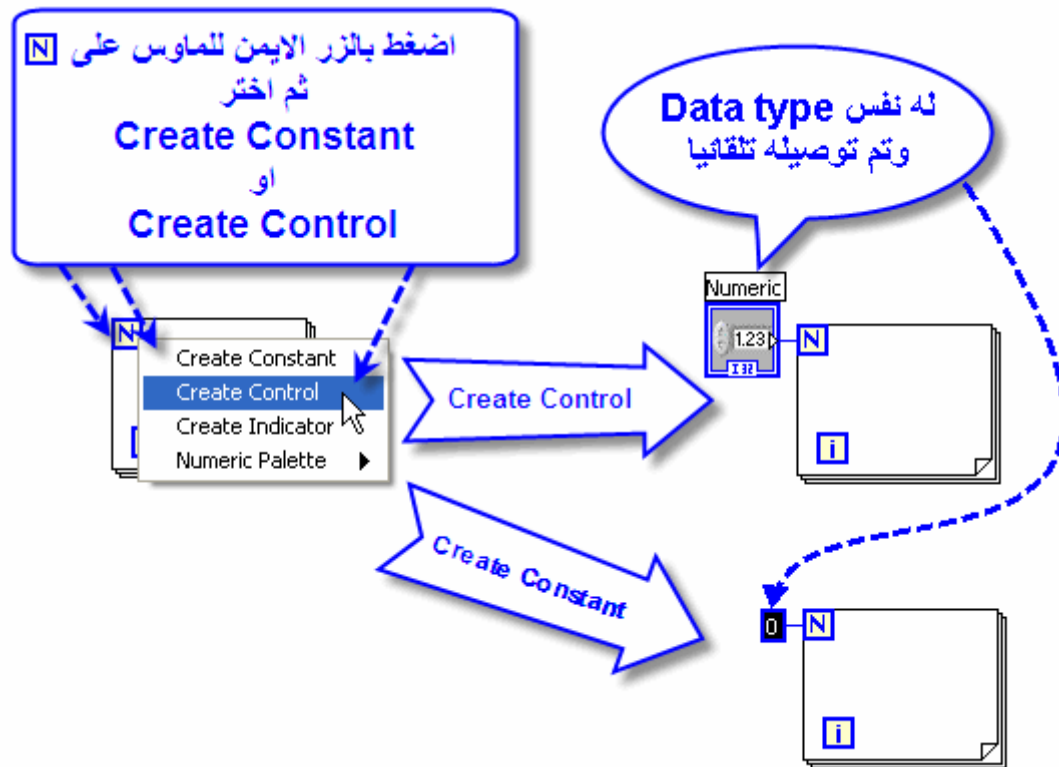 اضغط بالزر الايمن للماوس على N
ثم اختر
Create Constant
او
Create Control
له نفس Data type
وتم توصيله تلقائيا
Numeric
1.23
I 32
N
i
N
Create Constant
Create Control
Create Indicator
Numeric Palette
Create Control
Create Constant
0
N
i